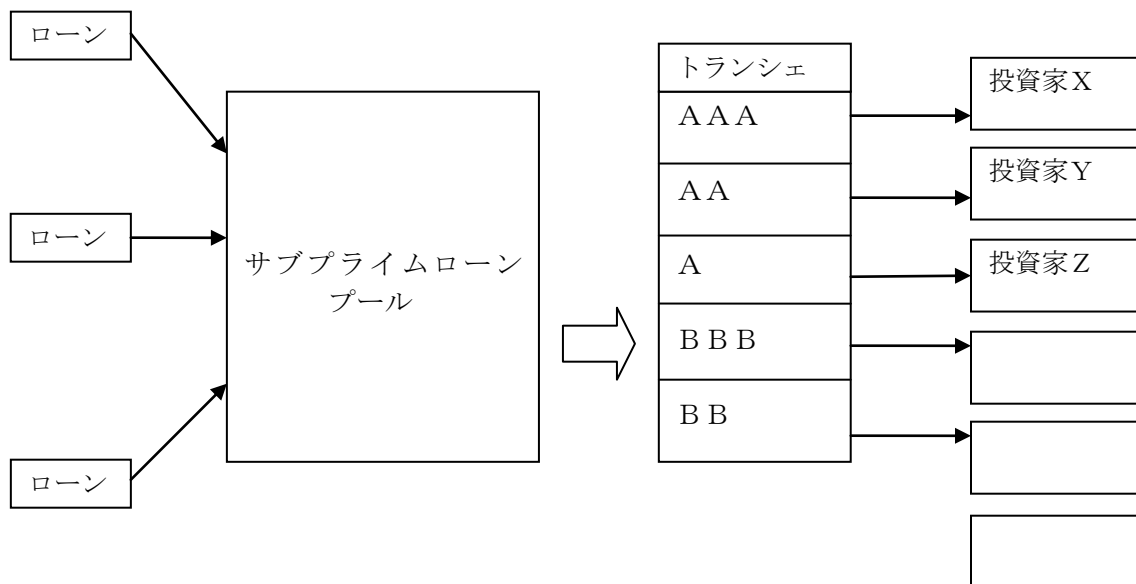 ローン
ローン
ローン
サブプライムローン
プール
トランシェ
ＡＡＡ
ＡＡ
Ａ
ＢＢＢ
ＢＢ
投資家Ｘ
投資家Ｙ
投資家Ｚ